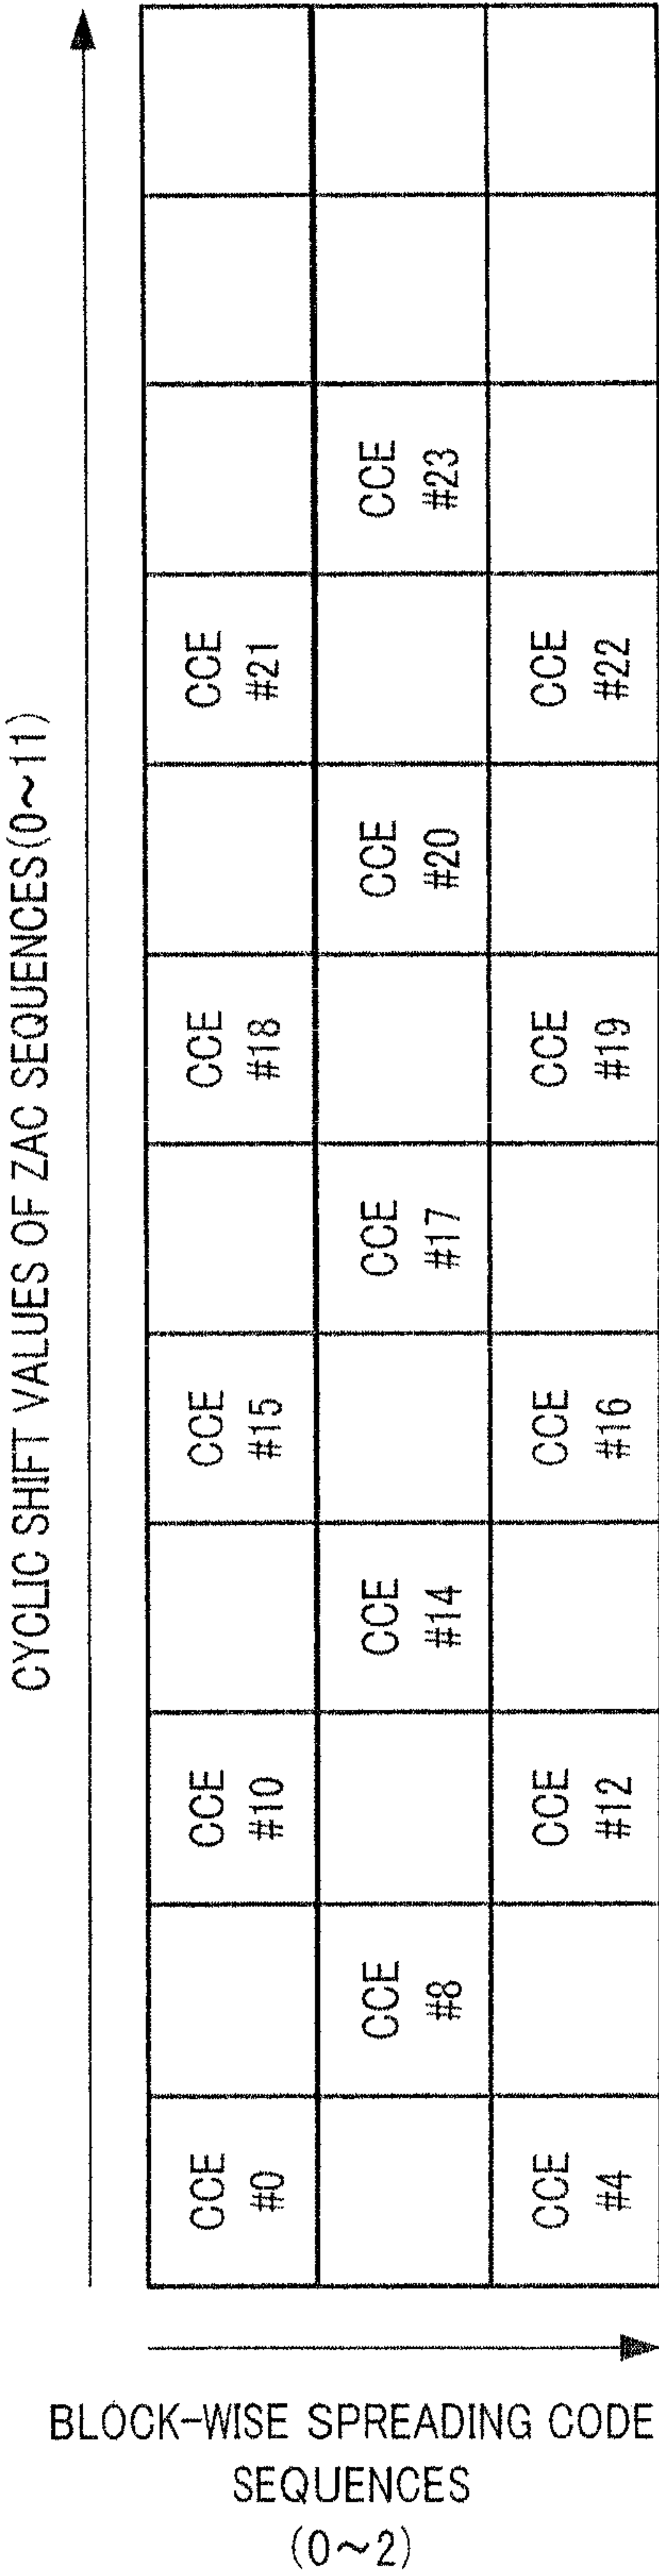 CYCLIC SHIFT VALUES OF ZAC SEQUENCES(0~11)
CCE
#0
CCE
#10
CCE
#15
CCE
#18
CCE
#21
CCE
#8
CCE
#14
CCE
#17
CCE
#20
CCE
#23
CCE
#4
CCE
#12
CCE
#16
CCE
#19
CCE
#22
BLOCK-WISE SPREADING CODE
SEQUENCES
(0~2)